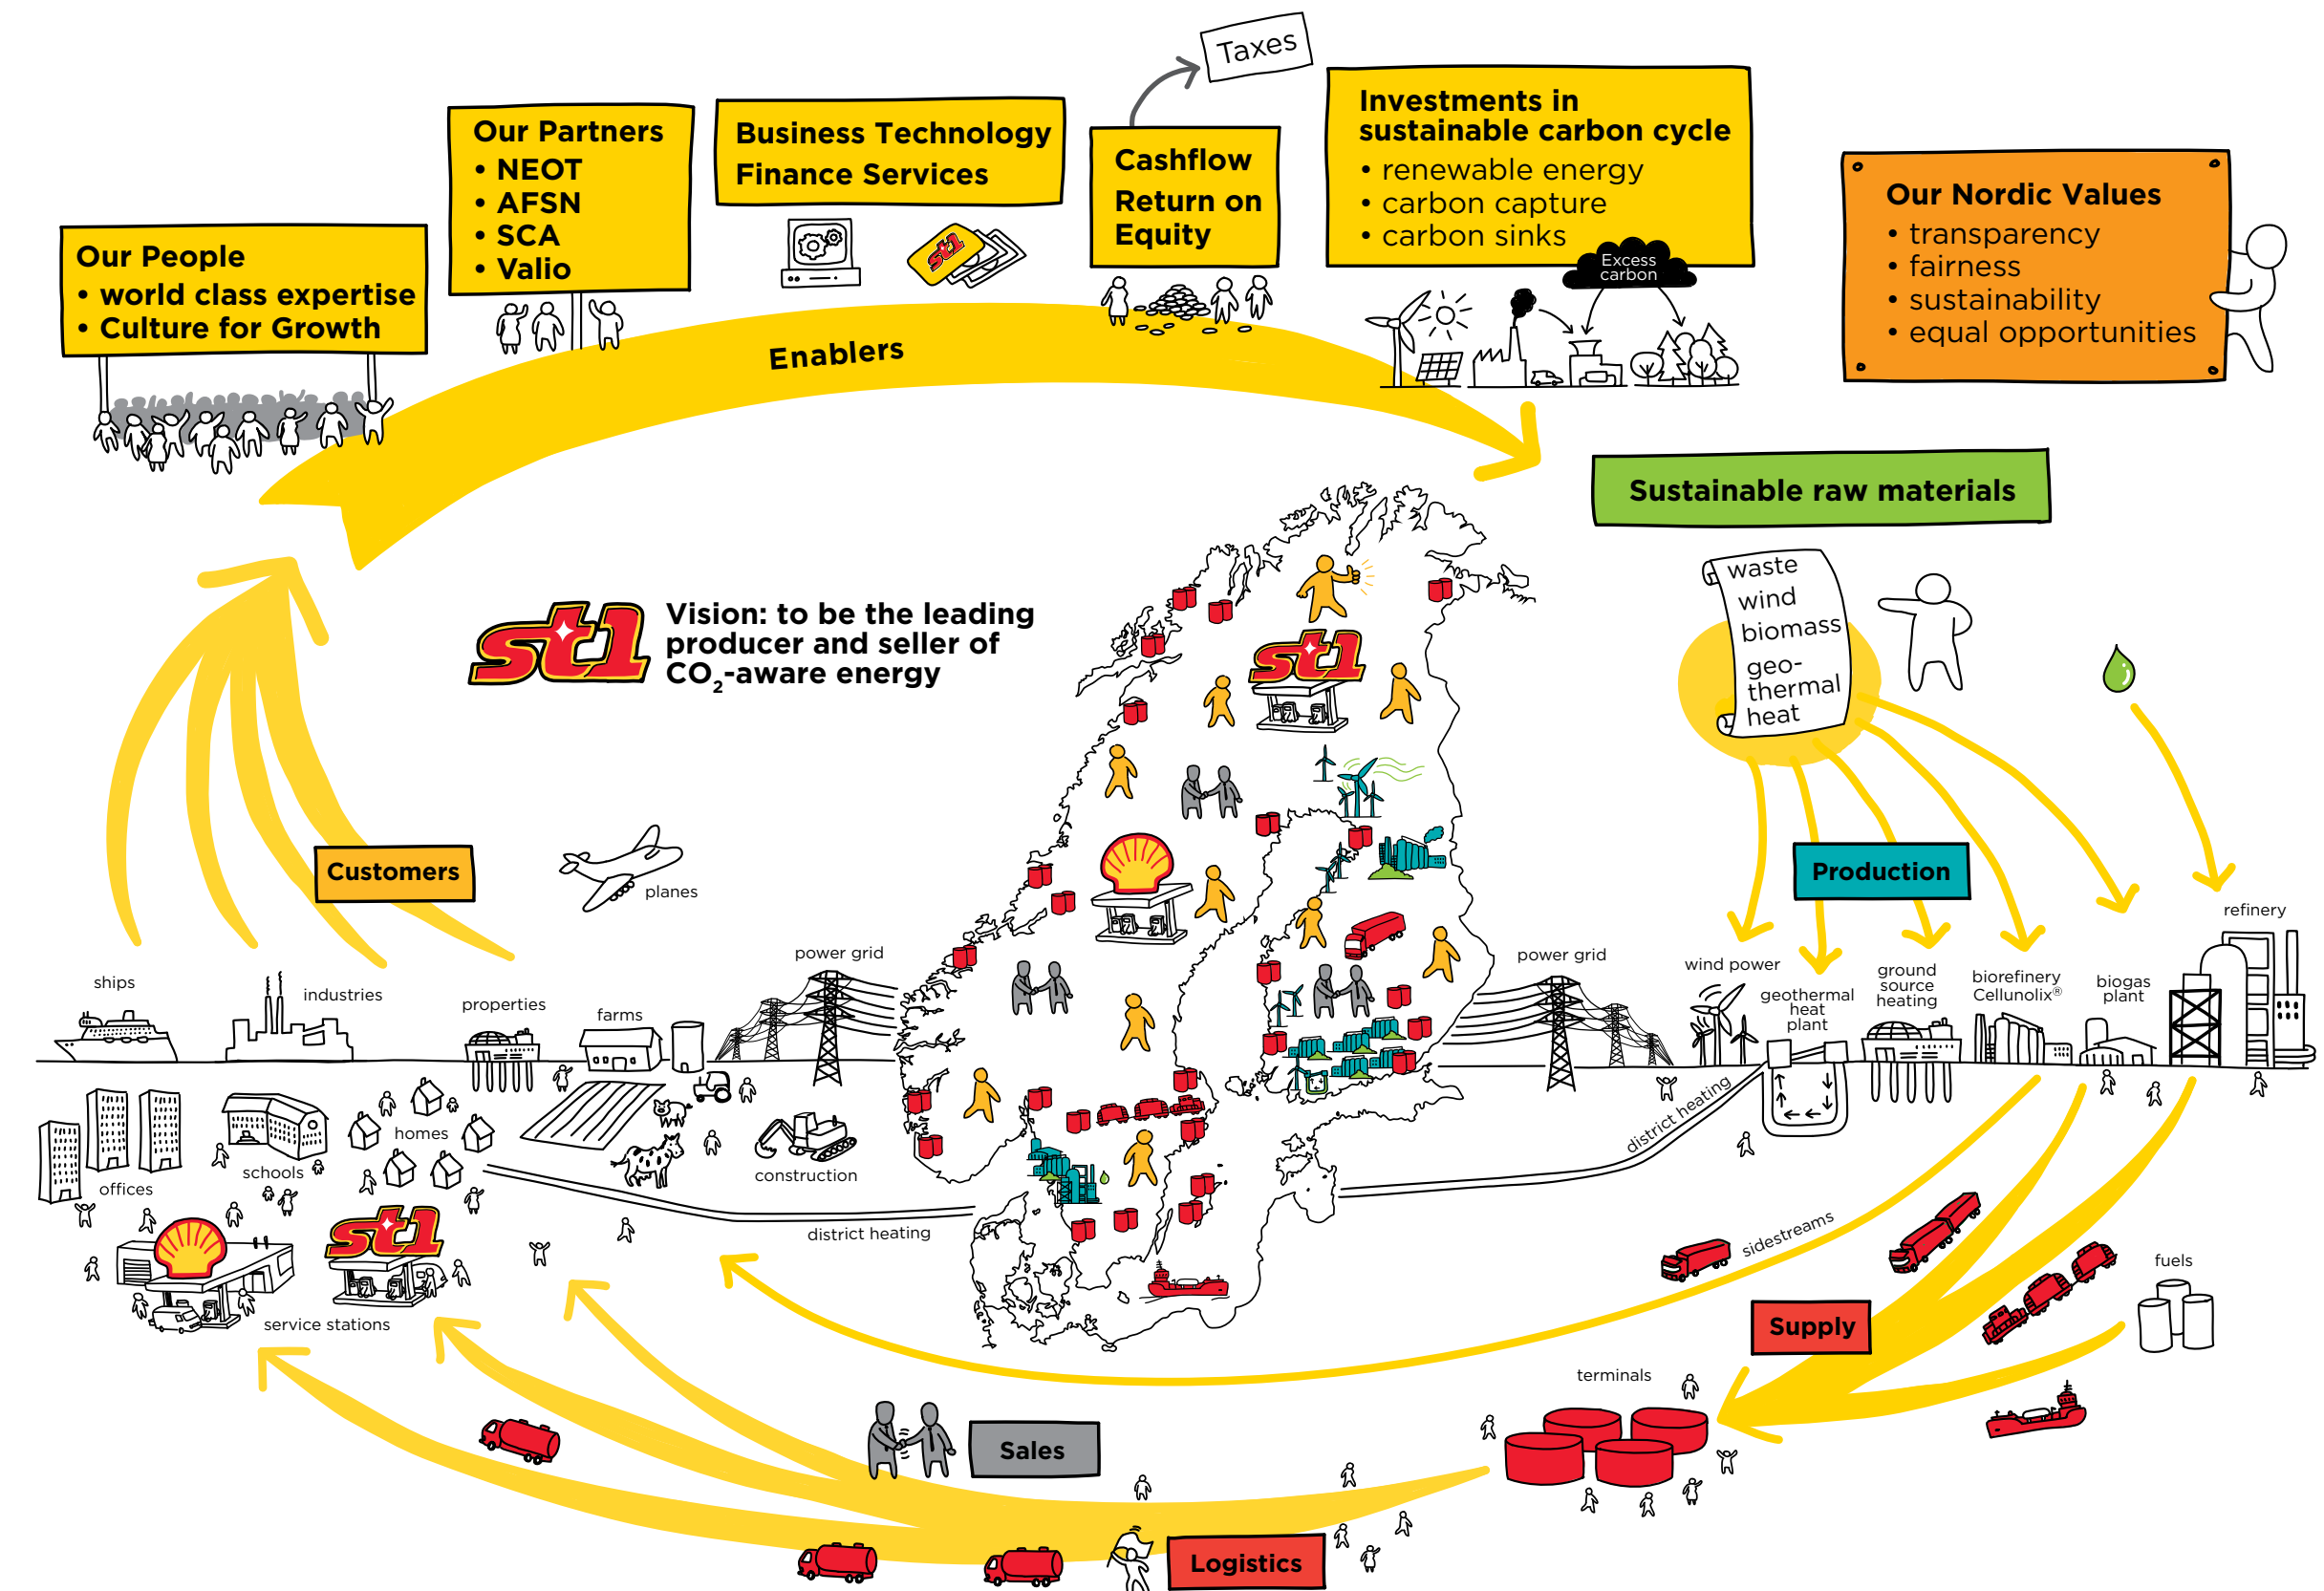 Taxes
Our People
• world class expertise
• Culture for Growth
Our Partners
• NEOT
• AFSN
• SCA
• Valio
Business Technology
Finance Services
st1
Cashflow
Return on
Equity
Investments in
sustainable carbon cycle
• renewable energy
• carbon capture
• carbon sinks
Excess
carbon
Our Nordic Values
• transparency
• fairness
• sustainability
• equal opportunities
Enablers
Sustainable raw materials
waste
wind
biomass
geo-
thermal
heat
st1
Vision: to be the leading
producer and seller of
CO₂-aware energy
st1
Customers
planes
Production
ships
industries
properties
farms
power grid
power grid
wind power
geothermal
heat
plant
ground
source
heating
biorefinery
Cellunolix®
biogas
plant
refinery
offices
schools
homes
construction
district heating
district heating
st1
service stations
sidestreams
Supply
fuels
terminals
Sales
Logistics